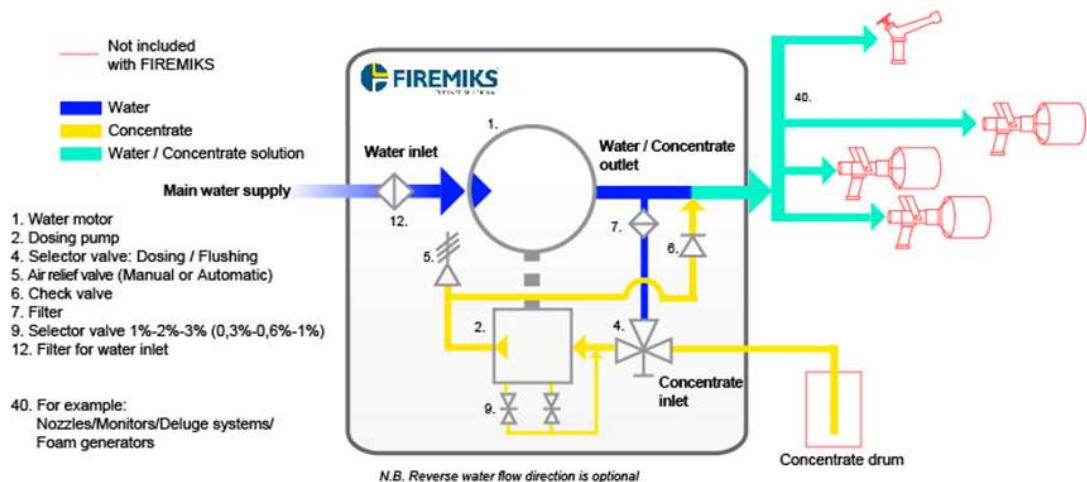 Not included
with FIREMIKS
Water
Concentrate
Water / Concentrate solution
FIREMIKS
1.
Water inlet
Water / Concentrate
outlet
40.
Main water supply
12.
7.
6.
5.
1. Water motor
2. Dosing pump
4. Selector valve: Dosing / Flushing
5. Air relief valve (Manual or Automatic)
6. Check valve
7. Filter
9. Selector valve 1%-2%-3% (0,3%-0,6%-1%)
12. Filter for water inlet
2.
4.
Concentrate
inlet
9.
40. For example:
Nozzles/Monitors/Deluge systems/
Foam generators
Concentrate drum
N.B. Reverse water flow direction is optional